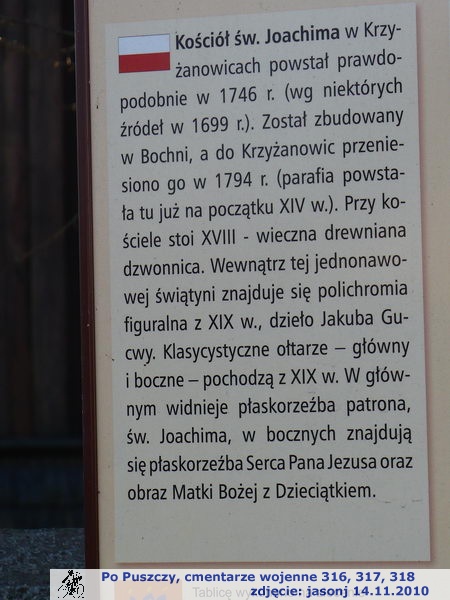 Kościół św. Joachima w Krzy-
żanowicach powstał prawdo-
podobnie w 1746 r. (wg niektórych
źródeł w 1699 r.). Został zbudowany
w Bochni, a do Krzyżanowic przenie-
siono go w 1794 r. (parafia powsta-
ła tu już na początku XIV w.). Przy ko-
ściele stoi XVIII - wieczna drewniana
dzwonnica. Wewnątrz tej jednonawo-
wej świątyni znajduje się polichromia
figuralna z XIX w., dzieło Jakuba Gu-
cwy. Klasycystyczne ołtarze – główny
i boczne – pochodzą z XIX w. W głów-
nym widnieje płaskorzeźba patrona,
św. Joachima, w bocznych znajdują
się płaskorzeźba Serca Pana Jezusa oraz
obraz Matki Bożej z Dzieciątkiem.
Po Puszczy, cmentarze wojenne 316, 317, 318
zdjęcie: jasonj 14.11.2010
Tablicę